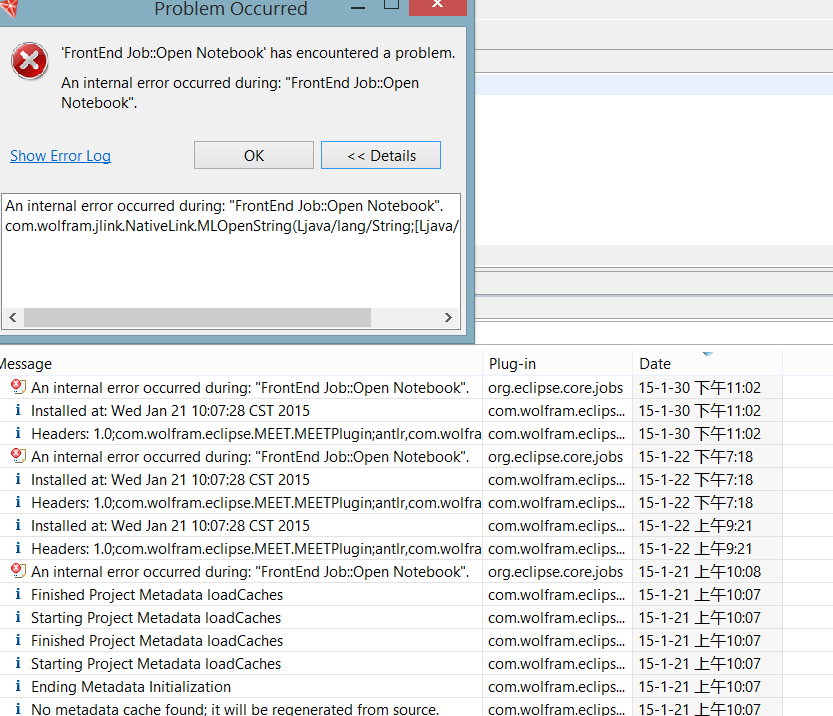 Problem Occurred
'FrontEnd Job::Open Notebook' has encountered a problem.
An internal error occurred during: "FrontEnd Job::Open
Notebook".
Show Error Log
OK
<< Details
An internal error occurred during: "FrontEnd Job::Open Notebook".
com.wolfram.jlink.NativeLink.MLOpenString(Ljava/lang/String;[Ljava/
Message Plug-in Date
An internal error occurred during: "FrontEnd Job::Open Notebook". org.eclipse.core.jobs 15-1-30 下午11:02
Installed at: Wed Jan 21 10:07:28 CST 2015 com.wolfram.eclips... 15-1-30 下午11:02
Headers: 1.0;com.wolfram.eclipse.MEET.MEETPlugin;antlr,com.wolfra com.wolfram.eclips... 15-1-30 下午11:02
An internal error occurred during: "FrontEnd Job::Open Notebook". org.eclipse.core.jobs 15-1-22 下午7:18
Installed at: Wed Jan 21 10:07:28 CST 2015 com.wolfram.eclips... 15-1-22 下午7:18
Headers: 1.0;com.wolfram.eclipse.MEET.MEETPlugin;antlr,com.wolfra com.wolfram.eclips... 15-1-22 下午7:18
Installed at: Wed Jan 21 10:07:28 CST 2015 com.wolfram.eclips... 15-1-22 上午9:21
Headers: 1.0;com.wolfram.eclipse.MEET.MEETPlugin;antlr,com.wolfra com.wolfram.eclips... 15-1-22 上午9:21
An internal error occurred during: "FrontEnd Job::Open Notebook". org.eclipse.core.jobs 15-1-21 上午10:08
Finished Project Metadata loadCaches com.wolfram.eclips... 15-1-21 上午10:07
Starting Project Metadata loadCaches com.wolfram.eclips... 15-1-21 上午10:07
Finished Project Metadata loadCaches com.wolfram.eclips... 15-1-21 上午10:07
Starting Project Metadata loadCaches com.wolfram.eclips... 15-1-21 上午10:07
Ending Metadata Initialization com.wolfram.eclips... 15-1-21 上午10:07
No metadata cache found; it will be regenerated from source. com.wolfram.eclips... 15-1-21 上午10:07